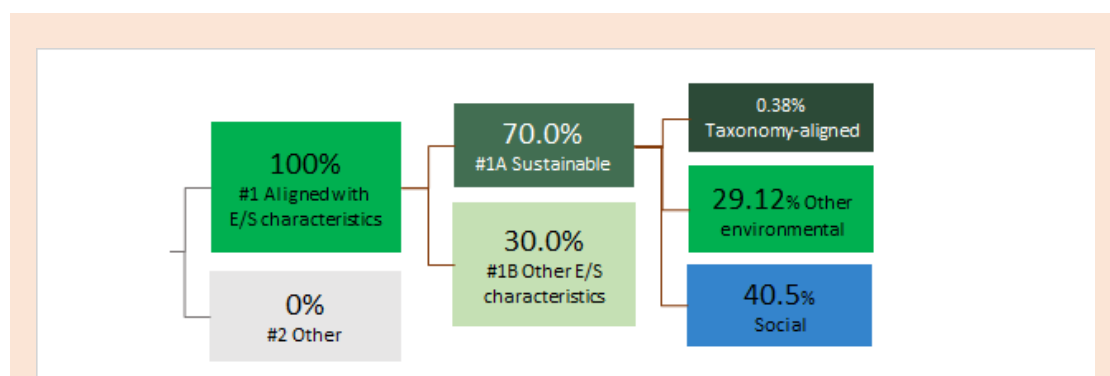 100%
#1 Aligned with
E/S characteristics
0%
#2 Other
70.0%
#1A Sustainable
30.0%
#1B Other E/S
characteristics
0.38%
Taxonomy-aligned
29.12% Other
environmental
40.5%
Social